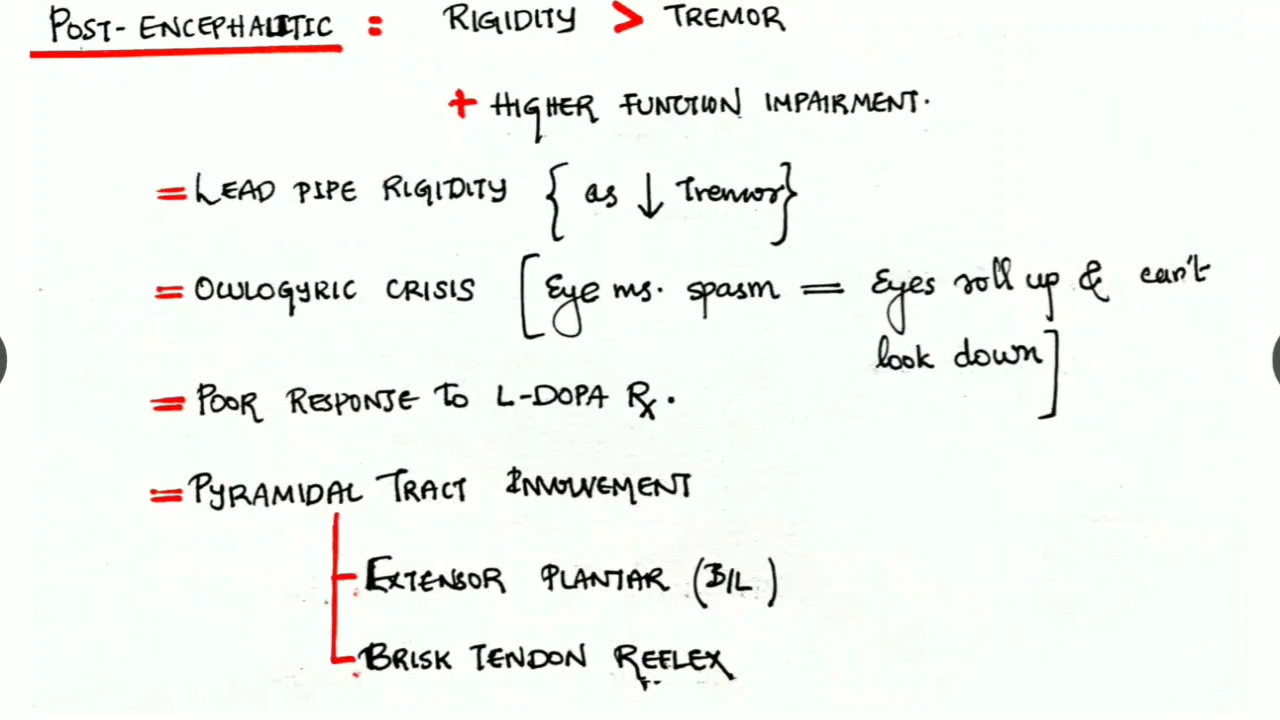 POST-ENCEPHALITIC : RIGIDITY > TREMOR
+ HIGHER FUNCTION IMPAIRMENT.
= LEAD PIPE RIGIDITY { as ↓ Tremor}
= OWLOGYRIC CRISIS [Eye ms. spasm = Eyes roll up & can't
look down]
= POOR RESPONSE TO L-DOPA Rx.
= PYRAMIDAL TRACT INVOLVEMENT
EXTENSOR PLANTAR (B/L)
BRISK TENDON REFLEX